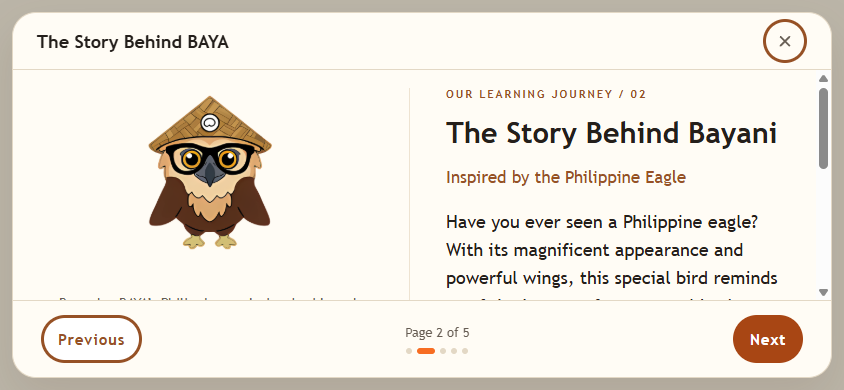 The Story Behind BAYA
OUR LEARNING JOURNEY / 02
The Story Behind Bayani
Inspired by the Philippine Eagle
Have you ever seen a Philippine eagle?
With its magnificent appearance and
powerful wings, this special bird reminds
Previous
Page 2 of 5
Next